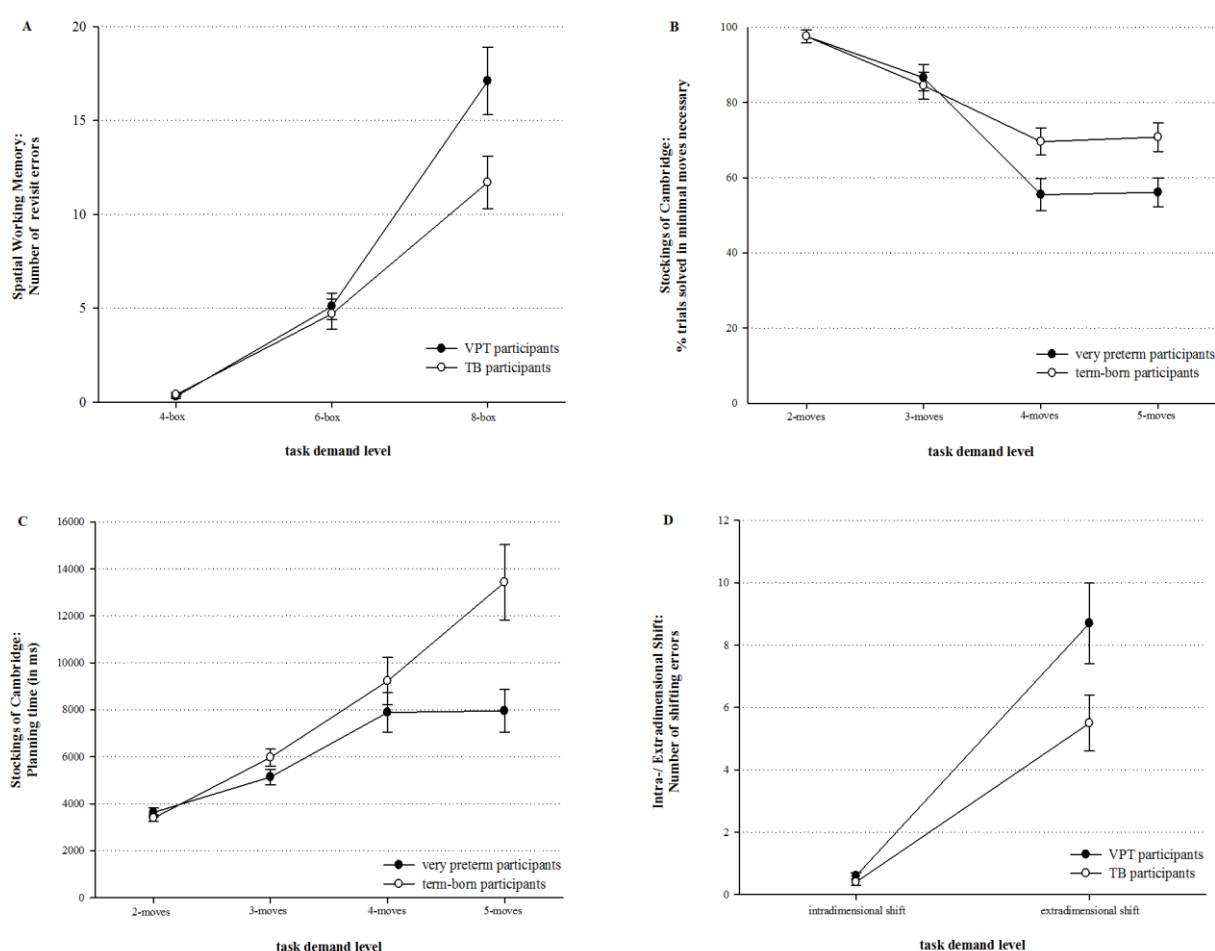 A
Spatial Working Memory:
Number of revisit errors
20
15
10
5
0
4-box
6-box
8-box
task demand level
VPT participants
TB participants
B
Stockings of Cambridge:
% trials solved in minimal moves necessary
100
80
60
40
20
0
2-moves
3-moves
4-moves
5-moves
task demand level
very preterm participants
term-born participants
C
Stockings of Cambridge:
Planning time (in ms)
16000
14000
12000
10000
8000
6000
4000
2000
0
2-moves
3-moves
4-moves
5-moves
task demand level
very preterm participants
term-born participants
D
Intra-/ Extradimensional Shift:
Number of shifting errors
12
10
8
6
4
2
0
intradimensional shift
extradimensional shift
task demand level
VPT participants
TB participants